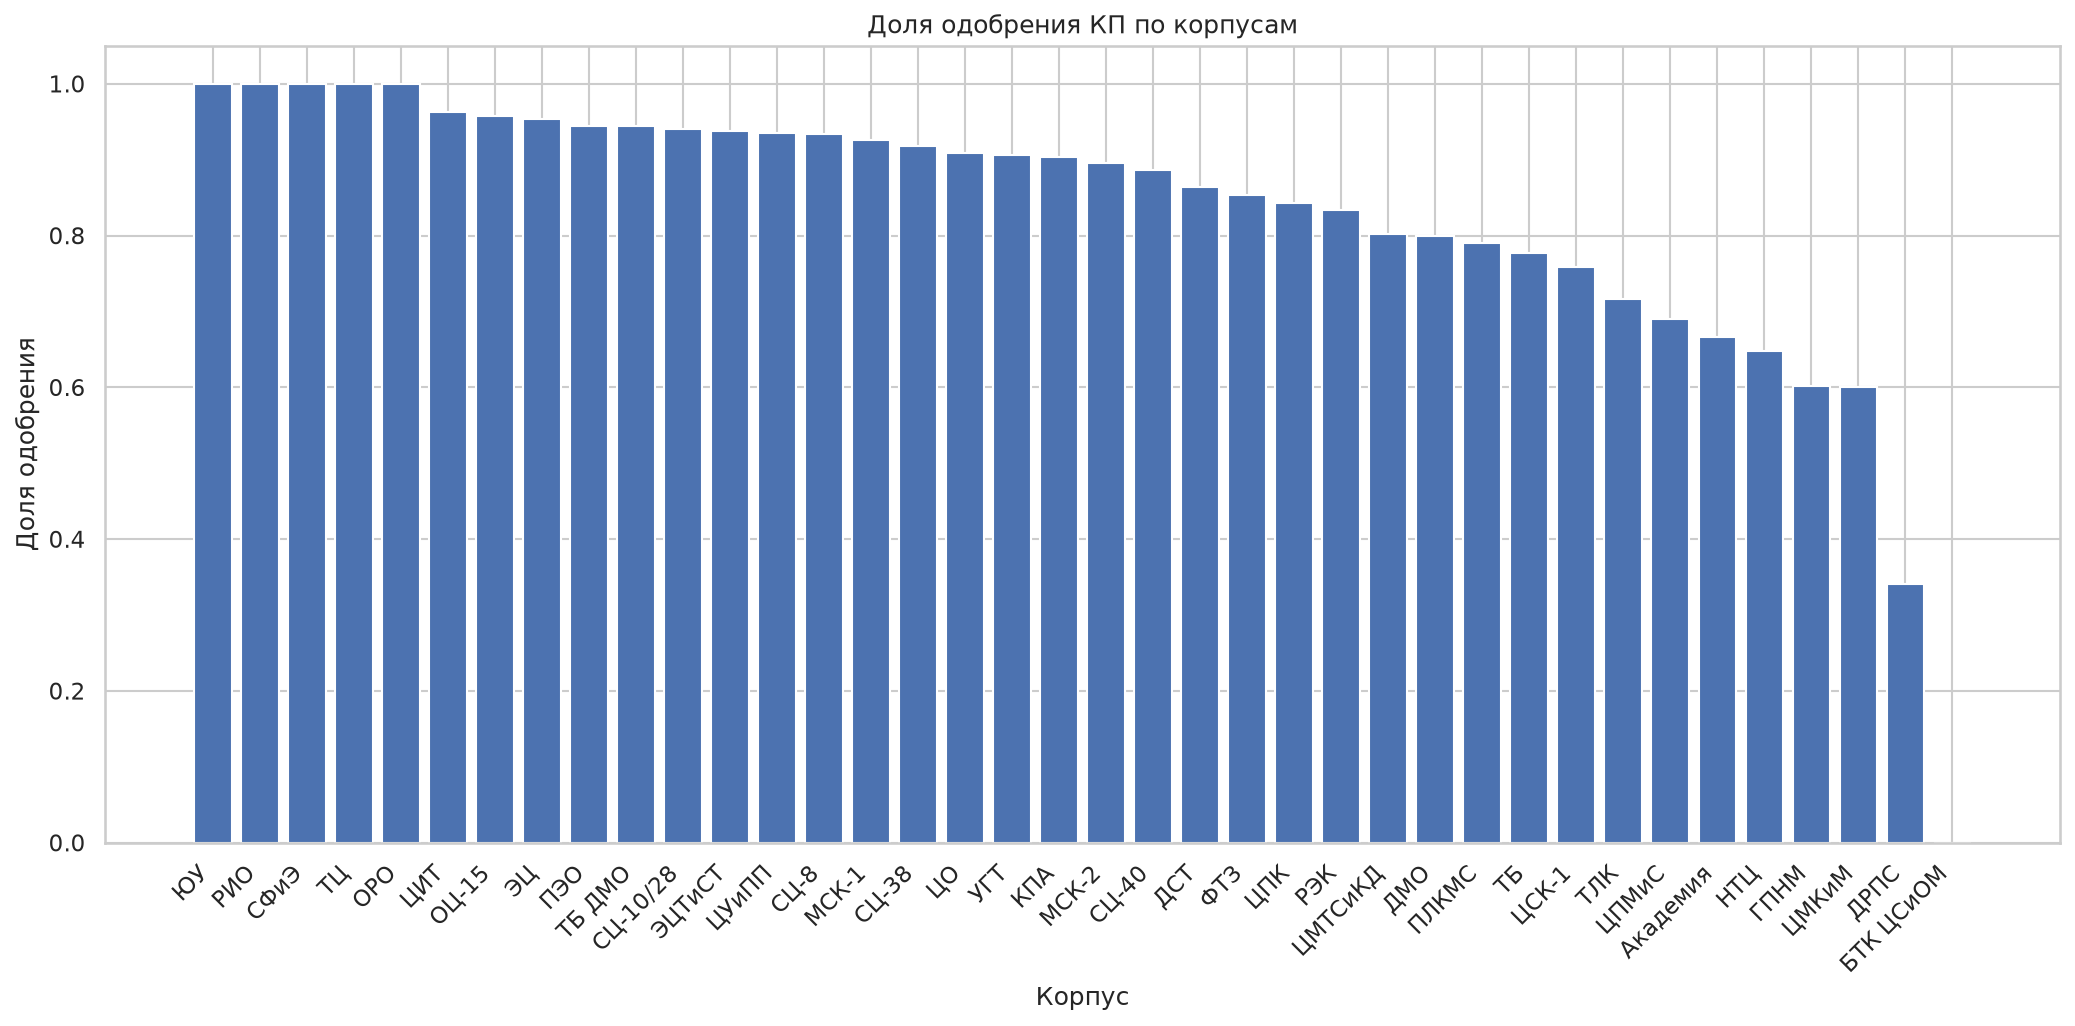 Доля одобрения КП по корпусам
Доля одобрения
1.0
0.8
0.6
0.4
0.2
0.0
ЮУ
РИО
СФиЭ
ТЦ
ОРО
ЦИТ
ОЦ-15
ЭЦ
ПЭО
ТБ ДМО
СЦ-10/28
ЭЦТиСТ
ЦУиПП
СЦ-8
МСК-1
СЦ-38
ЦО
УГТ
КПА
МСК-2
СЦ-40
ДСТ
ФТЗ
ЦПК
РЭК
ЦМТСиКД
ДМО
ПЛКМС
ТБ
ЦСК-1
ТЛК
ЦПМиС
Академия
НТЦ
ГПНМ
ЦМКиМ
ДРПС
БТК ЦСиОМ
Корпус